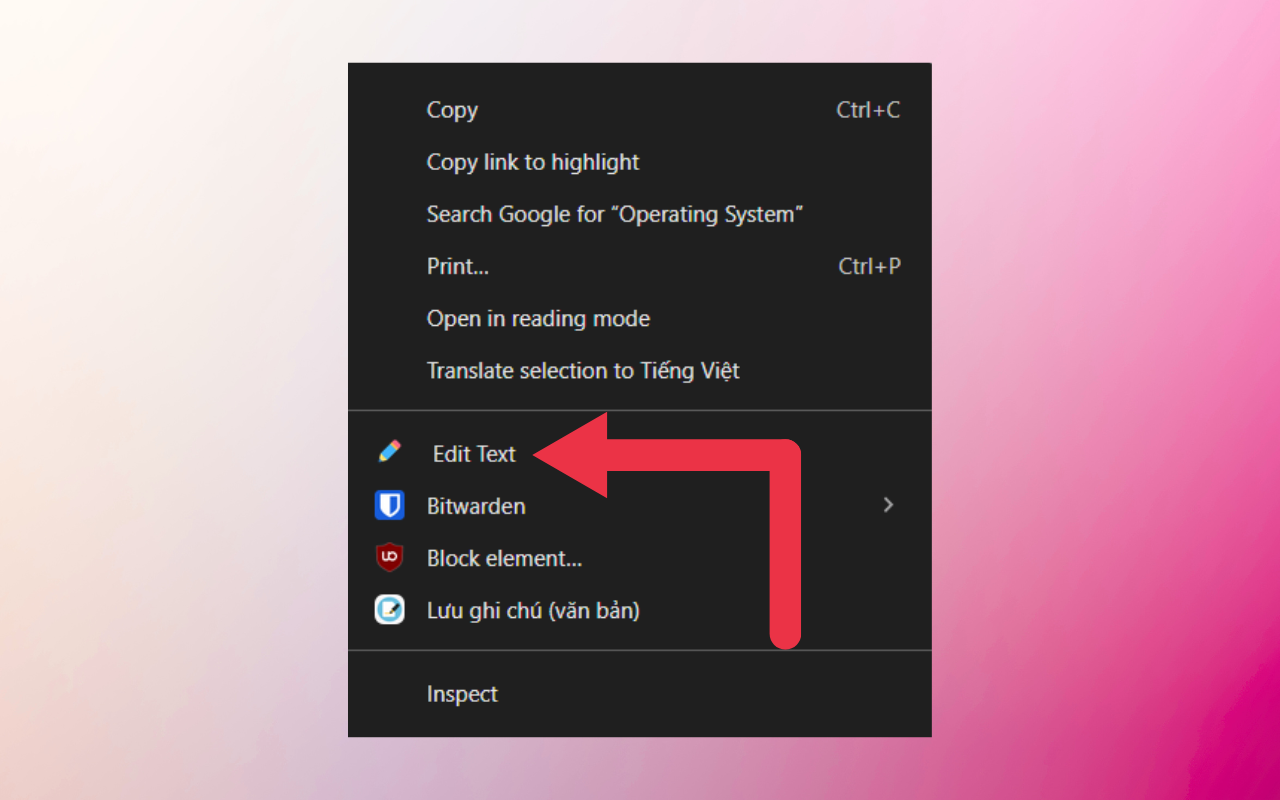 Copy Ctrl+C
Copy link to highlight
Search Google for “Operating System”
Print... Ctrl+P
Open in reading mode
Translate selection to Tiếng Việt
Edit Text
Bitwarden
Block element...
Lưu ghi chú (văn bản)
Inspect